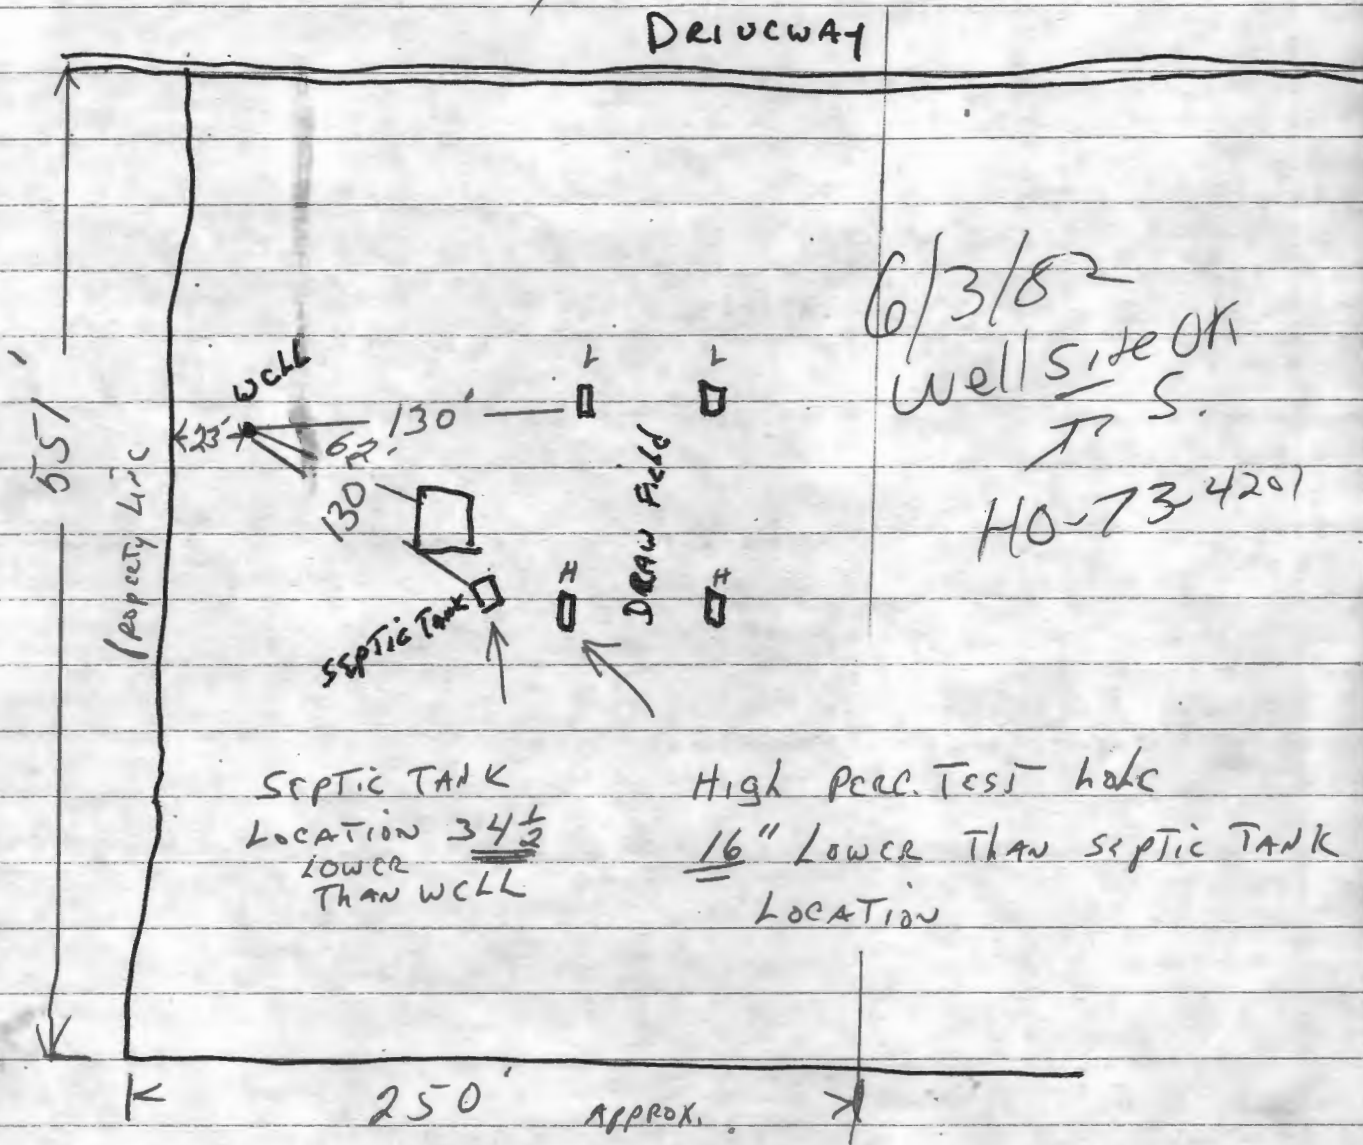 DRIVEWAY
6/3/82
Well Site OK
S.
HO-73-4201
551'
Property Line
WELL
23'
130'
62'
130
L
L
DRAW Field
H
H
SEPTIC TANK
SEPTIC TANK
LOCATION 34 1/2
LOWER
THAN WELL
HIGH PERC. TEST hole
16" LOWER THAN SEPTIC TANK
LOCATION
250' APPROX.